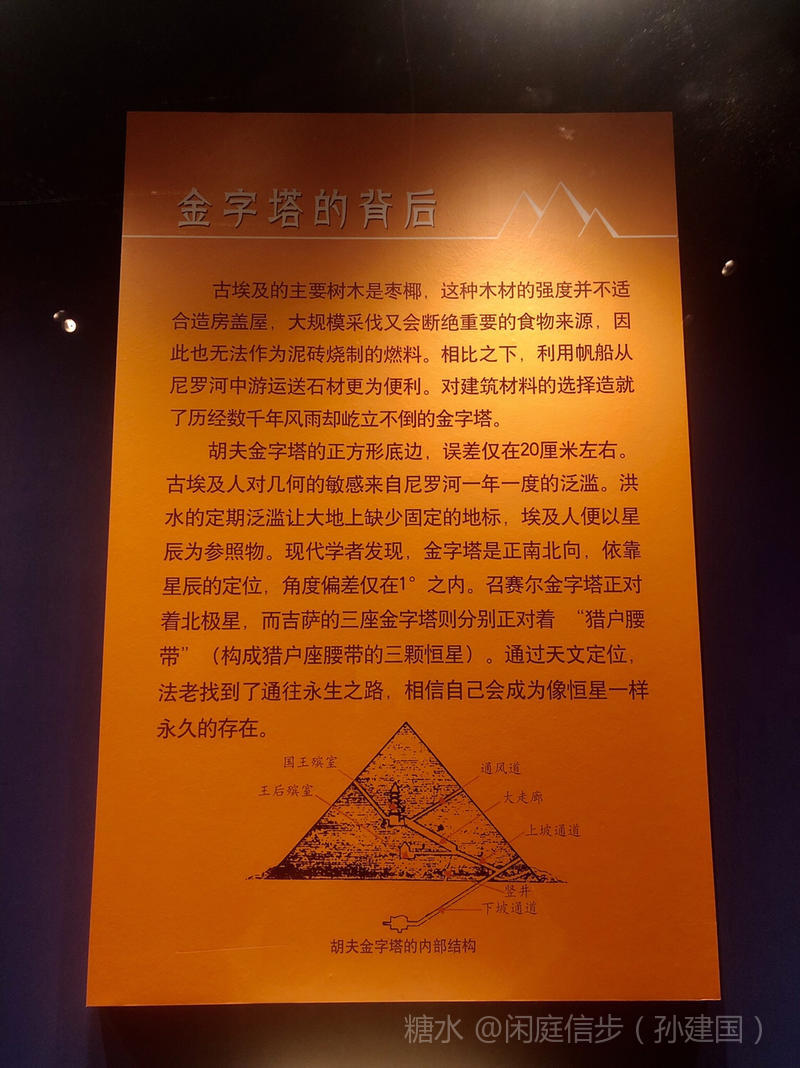 金字塔的背后
古埃及的主要树木是枣椰，这种木材的强度并不适
合造房盖屋，大规模采伐又会断绝重要的食物来源，因
此也无法作为泥砖烧制的燃料。相比之下，利用帆船从
尼罗河中游运送石材更为便利。对建筑材料的选择造就
了历经数千年风雨却屹立不倒的金字塔。
胡夫金字塔的正方形底边，误差仅在20厘米左右。
古埃及人对几何的敏感来自尼罗河一年一度的泛滥。洪
水的定期泛滥让大地上缺少固定的地标，埃及人便以星
辰为参照物。现代学者发现，金字塔是正南北向，依靠
星辰的定位，角度偏差仅在1°之内。召赛尔金字塔正对
着北极星，而吉萨的三座金字塔则分别正对着 “猎户腰
带”（构成猎户座腰带的三颗恒星）。通过天文定位，
法老找到了通往永生之路，相信自己会成为像恒星一样
永久的存在。
国王殡室
通风道
王后殡室
大走廊
上坡通道
竖井
下坡通道
胡夫金字塔的内部结构
糖水 @闲庭信步（孙建国）